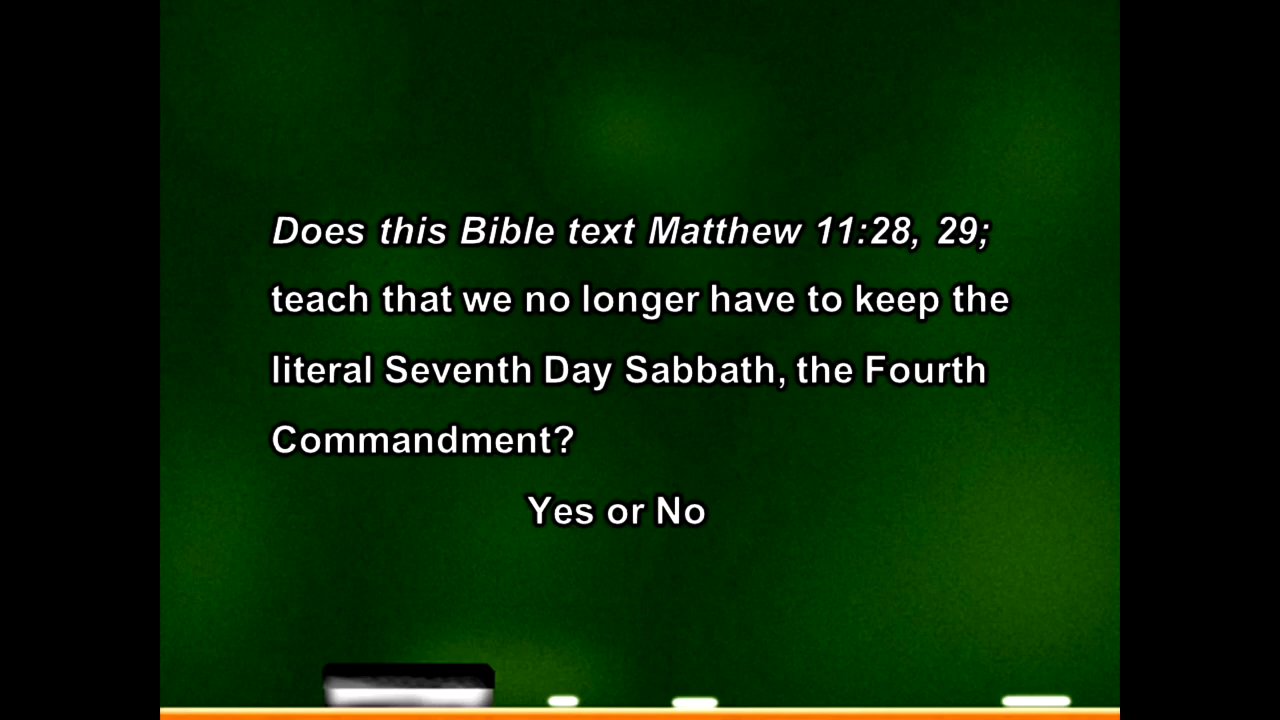 Does this Bible text Matthew 11:28, 29;
teach that we no longer have to keep the
literal Seventh Day Sabbath, the Fourth
Commandment?
Yes or No